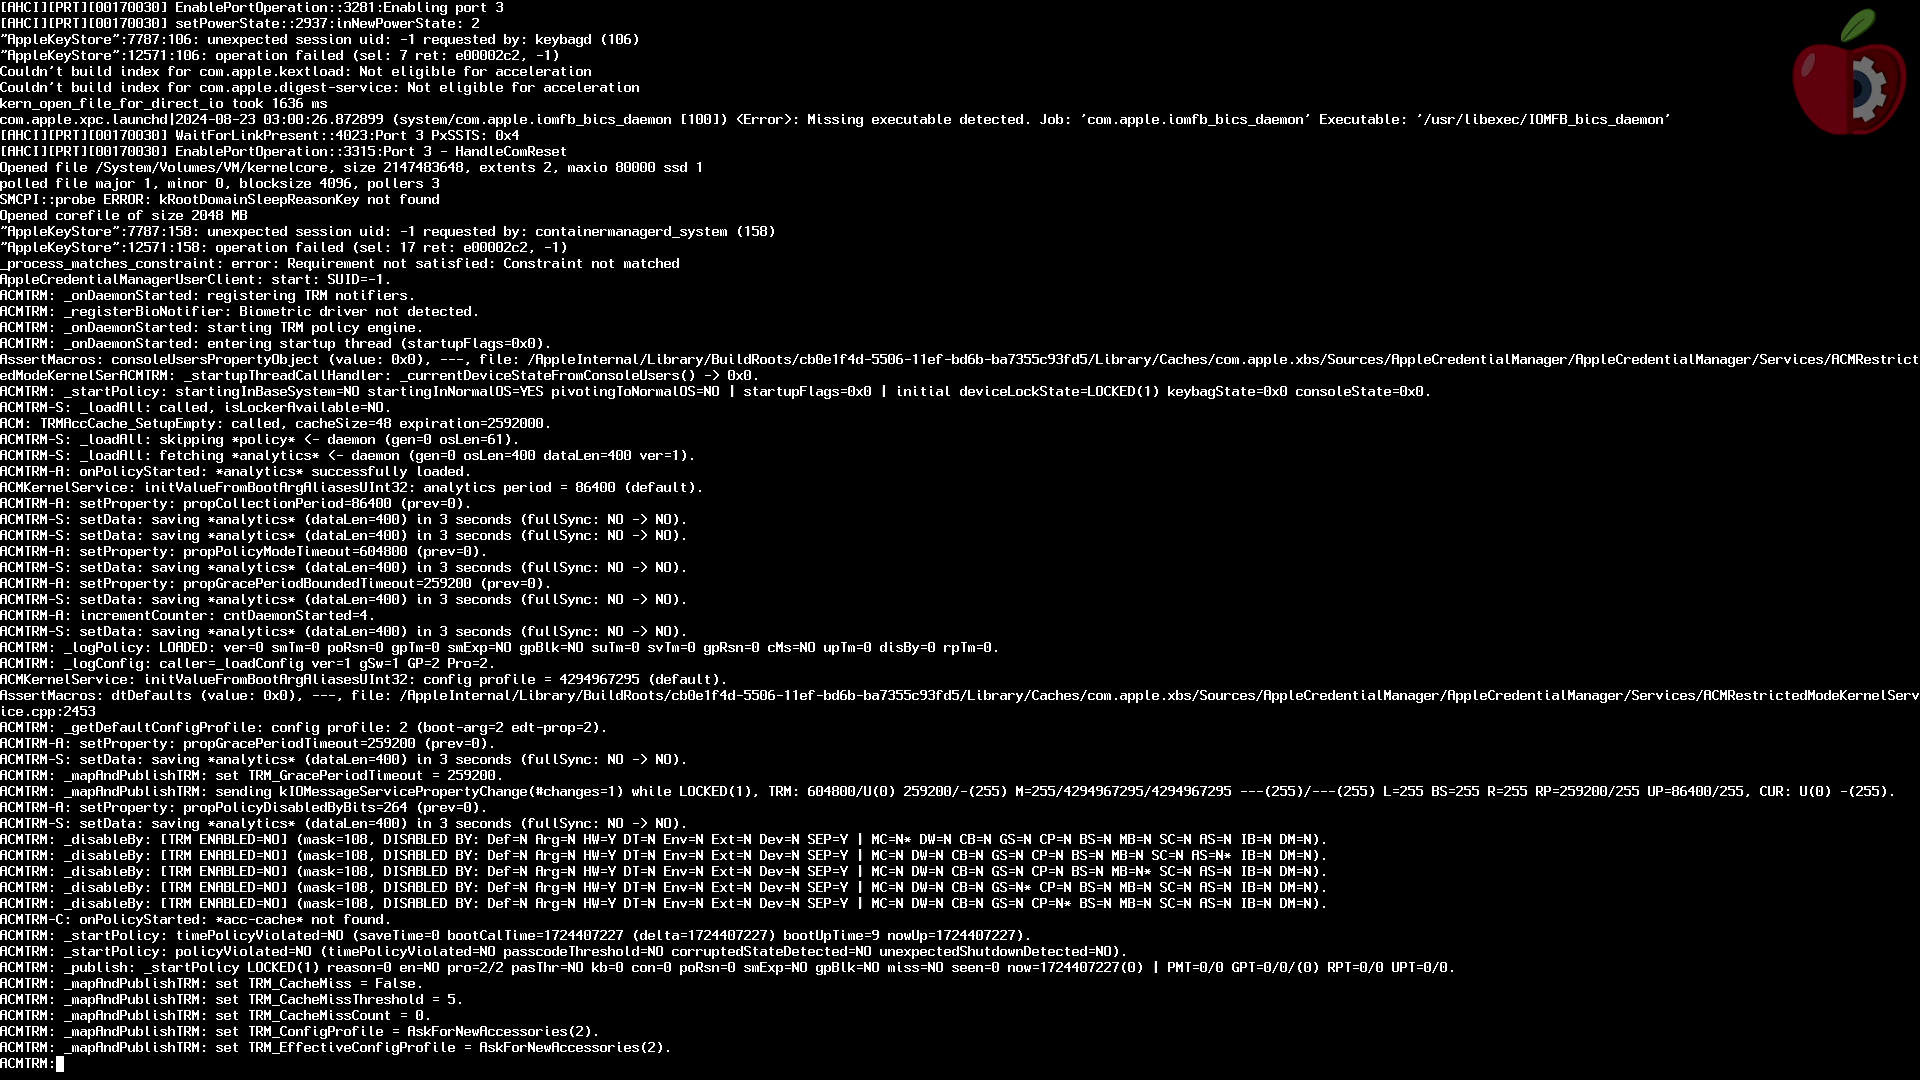 [AHCI][PRT][00170030] EnablePortOperation::3281:Enabling port 3
[AHCI][PRT][00170030] setPowerState::2937:inNewPowerState: 2
"AppleKeyStore":7787:106: unexpected session uid: -1 requested by: keybagd (106)
"AppleKeyStore":12571:106: operation failed (sel: 7 ret: e00002c2, -1)
Couldn't build index for com.apple.kextload: Not eligible for acceleration
Couldn't build index for com.apple.digest-service: Not eligible for acceleration
kern_open_file_for_direct_io took 1636 ms
com.apple.xpc.launchd|2024-08-23 03:00:26.872899 (system/com.apple.iomfb_bics_daemon [100]) <Error>: Missing executable detected. Job: 'com.apple.iomfb_bics_daemon' Executable: '/usr/libexec/IOMFB_bics_daemon'
[AHCI][PRT][00170030] WaitForLinkPresent::4023:Port 3 PxSSTS: 0x4
[AHCI][PRT][00170030] EnablePortOperation::3315:Port 3 - HandleComReset
Opened file /System/Volumes/VM/kernelcore, size 2147483648, extents 2, maxio 80000 ssd 1
polled file major 1, minor 0, blocksize 4096, pollers 3
SMCPI::probe ERROR: kRootDomainSleepReasonKey not found
Opened corefile of size 2048 MB
"AppleKeyStore":7787:158: unexpected session uid: -1 requested by: containermanagerd_system (158)
"AppleKeyStore":12571:158: operation failed (sel: 17 ret: e00002c2, -1)
_process_matches_constraint: error: Requirement not satisfied: Constraint not matched
AppleCredentialManagerUserClient: start: SUID=-1.
ACMTRM: _onDaemonStarted: registering TRM notifiers.
ACMTRM: _registerBioNotifier: Biometric driver not detected.
ACMTRM: _onDaemonStarted: starting TRM policy engine.
ACMTRM: _onDaemonStarted: entering startup thread (startupFlags=0x0).
AssertMacros: consoleUsersPropertyObject (value: 0x0), ---, file: /AppleInternal/Library/BuildRoots/cb0e1f4d-5506-11ef-bd6b-ba7355c93fd5/Library/Caches/com.apple.xbs/Sources/AppleCredentialManager/AppleCredentialManager/Services/ACMRestrict
edModeKernelSerACMTRM: _startupThreadCallHandler: _currentDeviceStateFromConsoleUsers() -> 0x0.
ACMTRM: _startPolicy: startingInBaseSystem=NO startingInNormalOS=YES pivotingToNormalOS=NO | startupFlags=0x0 | initial deviceLockState=LOCKED(1) keybagState=0x0 consoleState=0x0.
ACMTRM-S: _loadAll: called, isLockerAvailable=NO.
ACM: TRMAccCache_SetupEmpty: called, cacheSize=48 expiration=2592000.
ACMTRM-S: _loadAll: skipping *policy* <- daemon (gen=0 osLen=61).
ACMTRM-S: _loadAll: fetching *analytics* <- daemon (gen=0 osLen=400 dataLen=400 ver=1).
ACMTRM-A: onPolicyStarted: *analytics* successfully loaded.
ACMKernelService: initValueFromBootArgAliasesUInt32: analytics period = 86400 (default).
ACMTRM-A: setProperty: propCollectionPeriod=86400 (prev=0).
ACMTRM-S: setData: saving *analytics* (dataLen=400) in 3 seconds (fullSync: NO -> NO).
ACMTRM-S: setData: saving *analytics* (dataLen=400) in 3 seconds (fullSync: NO -> NO).
ACMTRM-A: setProperty: propPolicyModeTimeout=604800 (prev=0).
ACMTRM-S: setData: saving *analytics* (dataLen=400) in 3 seconds (fullSync: NO -> NO).
ACMTRM-A: setProperty: propGracePeriodBoundedTimeout=259200 (prev=0).
ACMTRM-S: setData: saving *analytics* (dataLen=400) in 3 seconds (fullSync: NO -> NO).
ACMTRM-A: incrementCounter: cntDaemonStarted=4.
ACMTRM-S: setData: saving *analytics* (dataLen=400) in 3 seconds (fullSync: NO -> NO).
ACMTRM: _logPolicy: LOADED: ver=0 smTm=0 poRsn=0 gpTm=0 smExp=NO gpBlk=NO suTm=0 svTm=0 gpRsn=0 cMs=NO upTm=0 disBy=0 rpTm=0.
ACMTRM: _logConfig: caller=_loadConfig ver=1 gSw=1 GP=2 Pro=2.
ACMKernelService: initValueFromBootArgAliasesUInt32: config profile = 4294967295 (default).
AssertMacros: dtDefaults (value: 0x0), ---, file: /AppleInternal/Library/BuildRoots/cb0e1f4d-5506-11ef-bd6b-ba7355c93fd5/Library/Caches/com.apple.xbs/Sources/AppleCredentialManager/AppleCredentialManager/Services/ACMRestrictedModeKernelServ
ice.cpp:2453
ACMTRM: _getDefaultConfigProfile: config profile: 2 (boot-arg=2 edt-prop=2).
ACMTRM-A: setProperty: propGracePeriodTimeout=259200 (prev=0).
ACMTRM-S: setData: saving *analytics* (dataLen=400) in 3 seconds (fullSync: NO -> NO).
ACMTRM: _mapAndPublishTRM: set TRM_GracePeriodTimeout = 259200.
ACMTRM: _mapAndPublishTRM: sending kIOMessageServicePropertyChange(#changes=1) while LOCKED(1), TRM: 604800/U(0) 259200/-(255) M=255/4294967295/4294967295 ---(255)/---(255) L=255 BS=255 R=255 RP=259200/255 UP=86400/255, CUR: U(0) -(255).
ACMTRM-A: setProperty: propPolicyDisabledByBits=264 (prev=0).
ACMTRM-S: setData: saving *analytics* (dataLen=400) in 3 seconds (fullSync: NO -> NO).
ACMTRM: _disableBy: [TRM ENABLED=NO] (mask=108, DISABLED BY: Def=N Arg=N HW=Y DT=N Env=N Ext=N Dev=N SEP=Y | MC=N* DW=N CB=N GS=N CP=N BS=N MB=N SC=N AS=N IB=N DM=N).
ACMTRM: _disableBy: [TRM ENABLED=NO] (mask=108, DISABLED BY: Def=N Arg=N HW=Y DT=N Env=N Ext=N Dev=N SEP=Y | MC=N DW=N CB=N GS=N CP=N BS=N MB=N SC=N AS=N* IB=N DM=N).
ACMTRM: _disableBy: [TRM ENABLED=NO] (mask=108, DISABLED BY: Def=N Arg=N HW=Y DT=N Env=N Ext=N Dev=N SEP=Y | MC=N DW=N CB=N GS=N CP=N BS=N MB=N* SC=N AS=N IB=N DM=N).
ACMTRM: _disableBy: [TRM ENABLED=NO] (mask=108, DISABLED BY: Def=N Arg=N HW=Y DT=N Env=N Ext=N Dev=N SEP=Y | MC=N DW=N CB=N GS=N* CP=N BS=N MB=N SC=N AS=N IB=N DM=N).
ACMTRM: _disableBy: [TRM ENABLED=NO] (mask=108, DISABLED BY: Def=N Arg=N HW=Y DT=N Env=N Ext=N Dev=N SEP=Y | MC=N DW=N CB=N GS=N CP=N* BS=N MB=N SC=N AS=N IB=N DM=N).
ACMTRM-C: onPolicyStarted: *acc-cache* not found.
ACMTRM: _startPolicy: timePolicyViolated=NO (saveTime=0 bootCalTime=1724407227 (delta=1724407227) bootUpTime=9 nowUp=1724407227).
ACMTRM: _startPolicy: policyViolated=NO (timePolicyViolated=NO passcodeThreshold=NO corruptedStateDetected=NO unexpectedShutdownDetected=NO).
ACMTRM: _publish: _startPolicy LOCKED(1) reason=0 en=NO pro=2/2 pasThr=NO kb=0 con=0 poRsn=0 smExp=NO gpBlk=NO miss=NO seen=0 now=1724407227(0) | PMT=0/0 GPT=0/0/(0) RPT=0/0 UPT=0/0.
ACMTRM: _mapAndPublishTRM: set TRM_CacheMiss = False.
ACMTRM: _mapAndPublishTRM: set TRM_CacheMissThreshold = 5.
ACMTRM: _mapAndPublishTRM: set TRM_CacheMissCount = 0.
ACMTRM: _mapAndPublishTRM: set TRM_ConfigProfile = AskForNewAccessories(2).
ACMTRM: _mapAndPublishTRM: set TRM_EffectiveConfigProfile = AskForNewAccessories(2).
ACMTRM: